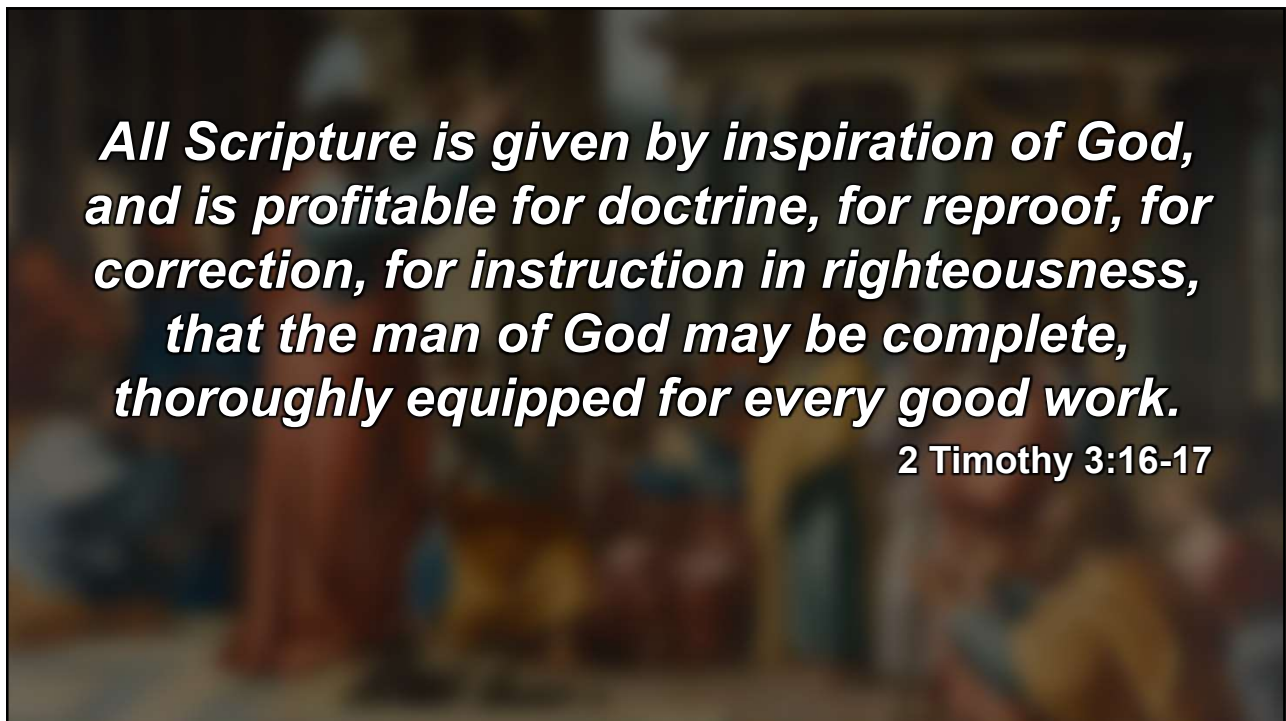 All Scripture is given by inspiration of God,
and is profitable for doctrine, for reproof, for
correction, for instruction in righteousness,
that the man of God may be complete,
thoroughly equipped for every good work.
2 Timothy 3:16-17